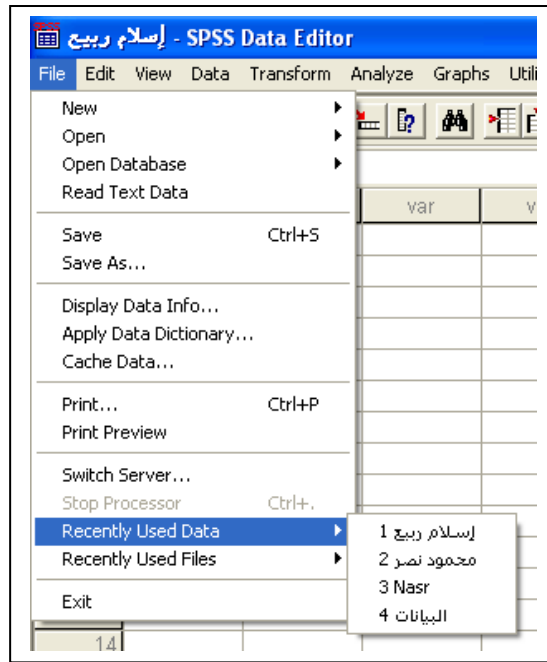 SPSS
إسلام ربيع - SPSS Data Editor
File Edit View Data Transform Analyze Graphs Utili
New
Open
Open Database
Read Text Data
var
v
Save Ctrl+S
Save As...
Display Data Info...
Apply Data Dictionary...
Cache Data...
Print... Ctrl+P
Print Preview
Switch Server...
Stop Processor Ctrl+.
Recently Used Data
إسلام ربيع 1
محمود نصر 2
3 Nasr
البيانات 4
Recently Used Files
Exit
14